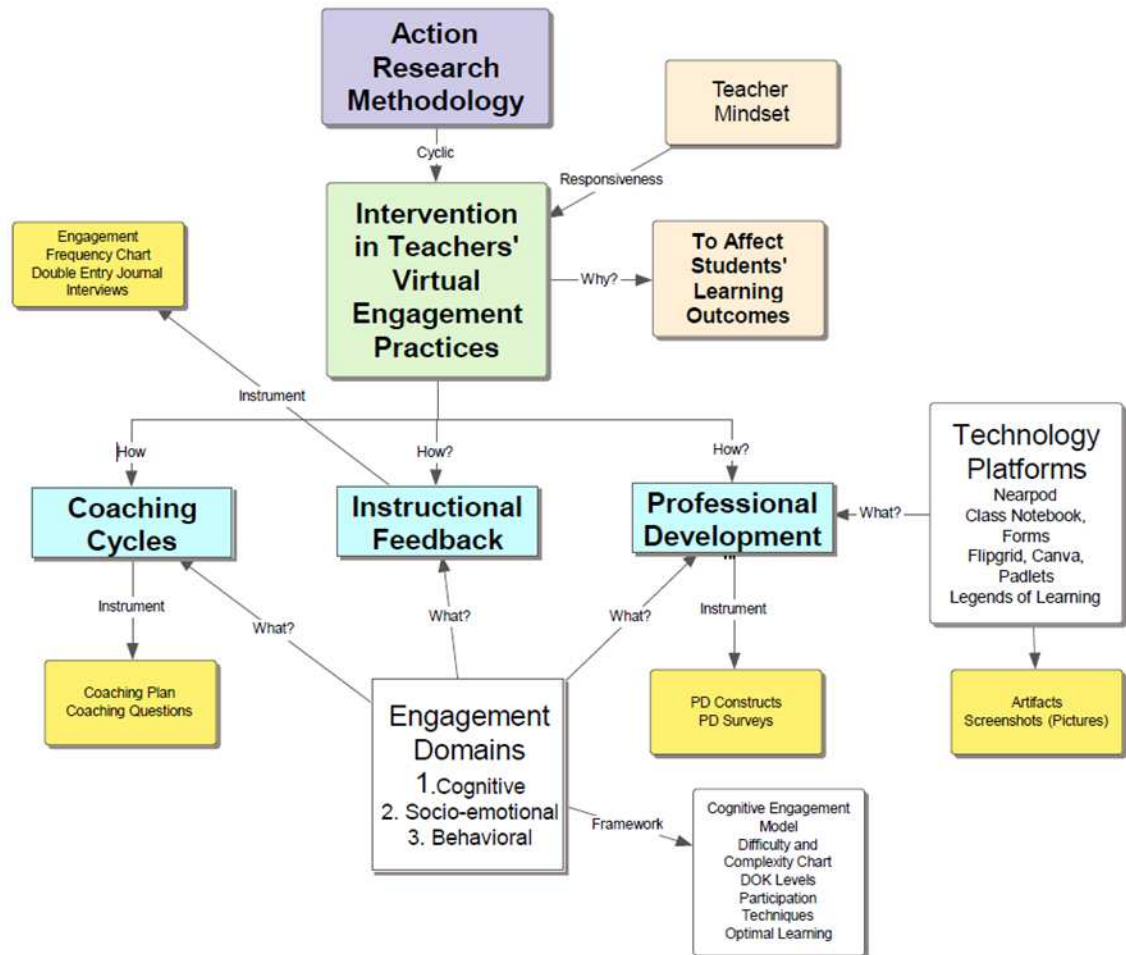 Action
Research
Methodology
Teacher
Mindset
Cyclic
Responsiveness
Intervention
in Teachers'
Virtual
Engagement
Practices
Engagement
Frequency Chart
Double Entry Journal
Interviews
Why?
To Affect
Students'
Learning
Outcomes
Instrument
How
How?
How?
Coaching
Cycles
Instructional
Feedback
Professional
Development
What?
Technology
Platforms
Nearpod
Class Notebook,
Forms
Flipgrid, Canva,
Padlets
Legends of Learning
Instrument
What?
What?
What?
Instrument
Coaching Plan
Coaching Questions
Engagement
Domains
1.Cognitive
2. Socio-emotional
3. Behavioral
PD Constructs
PD Surveys
Artifacts
Screenshots (Pictures)
Framework
Cognitive Engagement
Model
Difficulty and
Complexity Chart
DOK Levels
Participation
Techniques
Optimal Learning